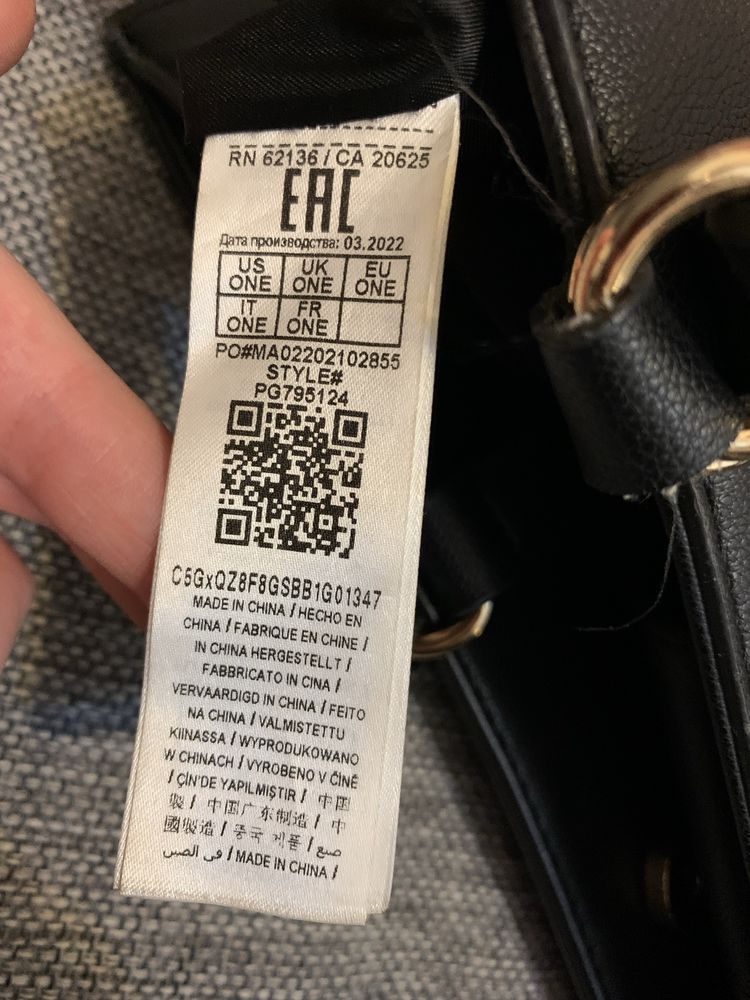 RN 62136 / CA 20625
EAC
Дата производства: 03.2022
US ONE UK ONE EU ONE
IT ONE FR ONE
PO#MA02202102855
STYLE#
PG795124
C5GxQZ8F8GSBB1G01347
MADE IN CHINA / HECHO EN
CHINA / FABRIQUE EN CHINE /
IN CHINA HERGESTELLT /
FABBRICATO IN CINA /
VERVAARDIGD IN CHINA / FEITO
NA CHINA / VALMISTETTU
KIINASSA / WYPRODUKOWANO
W CHINACH / VYROBENO V ČÍNĚ
/ ÇİN'DE YAPILMIŞTIR / 中国
製 / 中国广东制造 / 中
國製造 / 중국 제품 / صنع
في الصين / MADE IN CHINA /